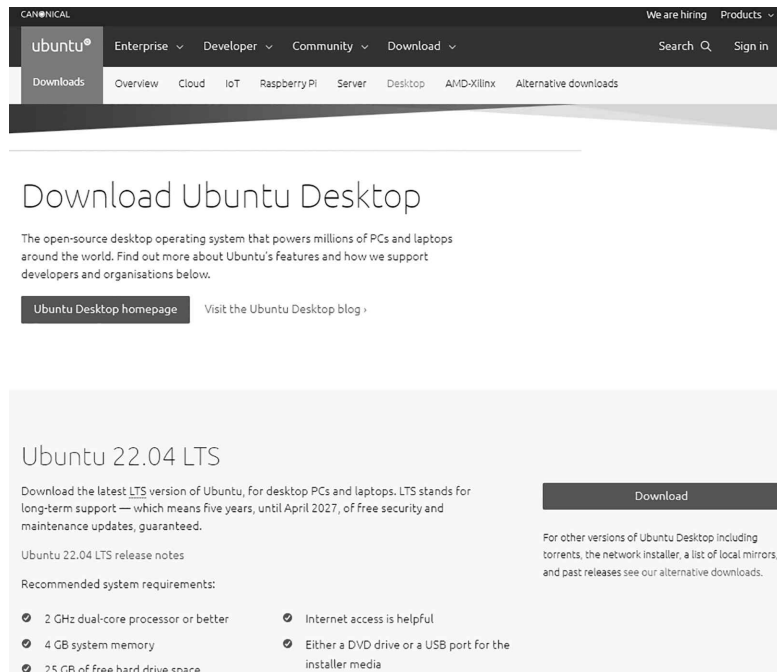 CANONICAL
We are hiring Products
ubuntu® Enterprise Developer Community Download Search Sign in
Downloads Overview Cloud IoT Raspberry Pi Server Desktop AMD-Xilinx Alternative downloads
Download Ubuntu Desktop
The open-source desktop operating system that powers millions of PCs and laptops
around the world. Find out more about Ubuntu's features and how we support
developers and organisations below.
Ubuntu Desktop homepage Visit the Ubuntu Desktop blog ›
Ubuntu 22.04 LTS
Download the latest LTS version of Ubuntu, for desktop PCs and laptops. LTS stands for
long-term support — which means five years, until April 2027, of free security and
maintenance updates, guaranteed.
Ubuntu 22.04 LTS release notes
Recommended system requirements:
2 GHz dual-core processor or better
4 GB system memory
25 GB of free hard drive space
Internet access is helpful
Either a DVD drive or a USB port for the
installer media
Download
For other versions of Ubuntu Desktop including
torrents, the network installer, a list of local mirrors,
and past releases see our alternative downloads.